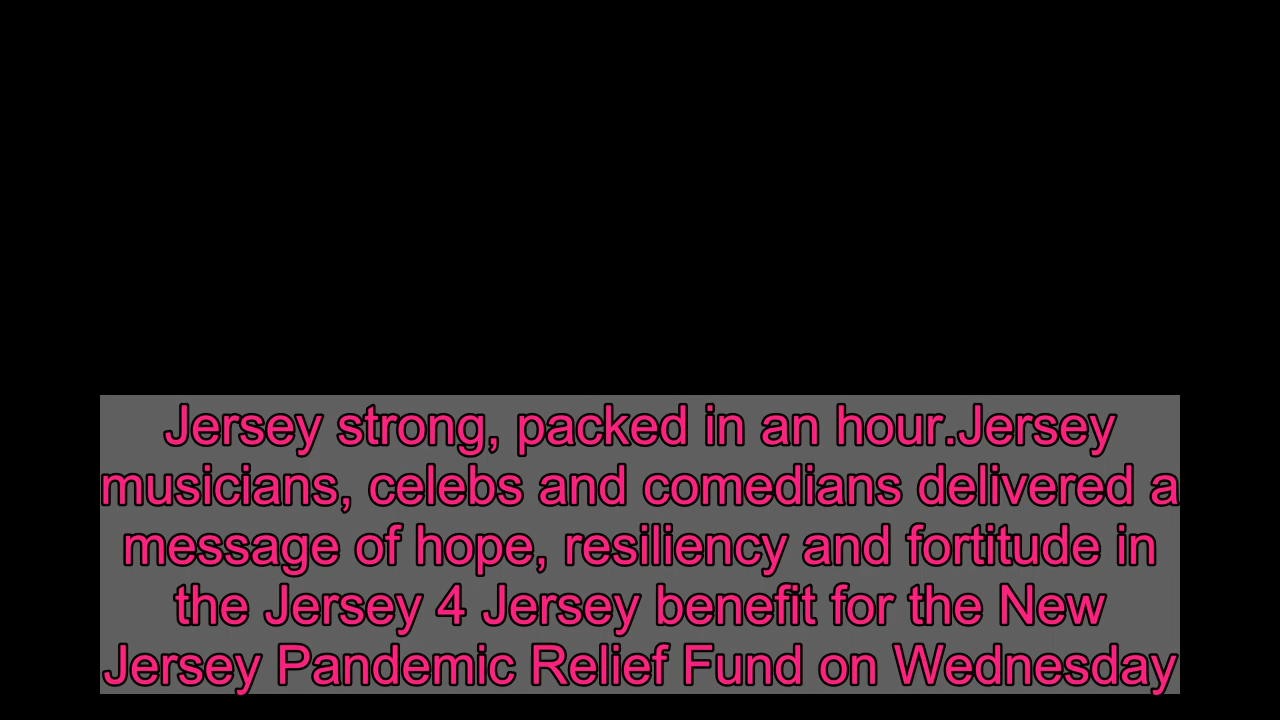 Jersey strong, packed in an hour.Jersey
musicians, celebs and comedians delivered a
message of hope, resiliency and fortitude in
the Jersey 4 Jersey benefit for the New
Jersey Pandemic Relief Fund on Wednesday